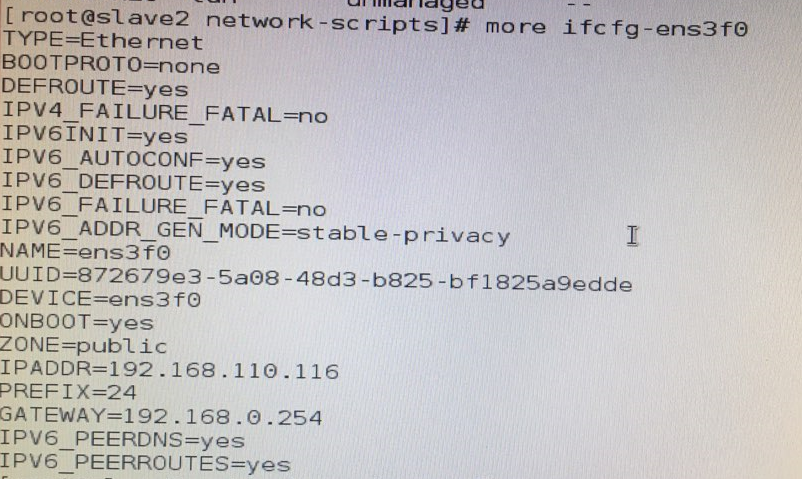 unmanaged --
[root@slave2 network-scripts]# more ifcfg-ens3f0
TYPE=Ethernet
BOOTPROTO=none
DEFROUTE=yes
IPV4_FAILURE_FATAL=no
IPV6INIT=yes
IPV6_AUTOCONF=yes
IPV6_DEFROUTE=yes
IPV6_FAILURE_FATAL=no
IPV6_ADDR_GEN_MODE=stable-privacy
NAME=ens3f0
UUID=872679e3-5a08-48d3-b825-bf1825a9edde
DEVICE=ens3f0
ONBOOT=yes
ZONE=public
IPADDR=192.168.110.116
PREFIX=24
GATEWAY=192.168.0.254
IPV6_PEERDNS=yes
IPV6_PEERROUTES=yes